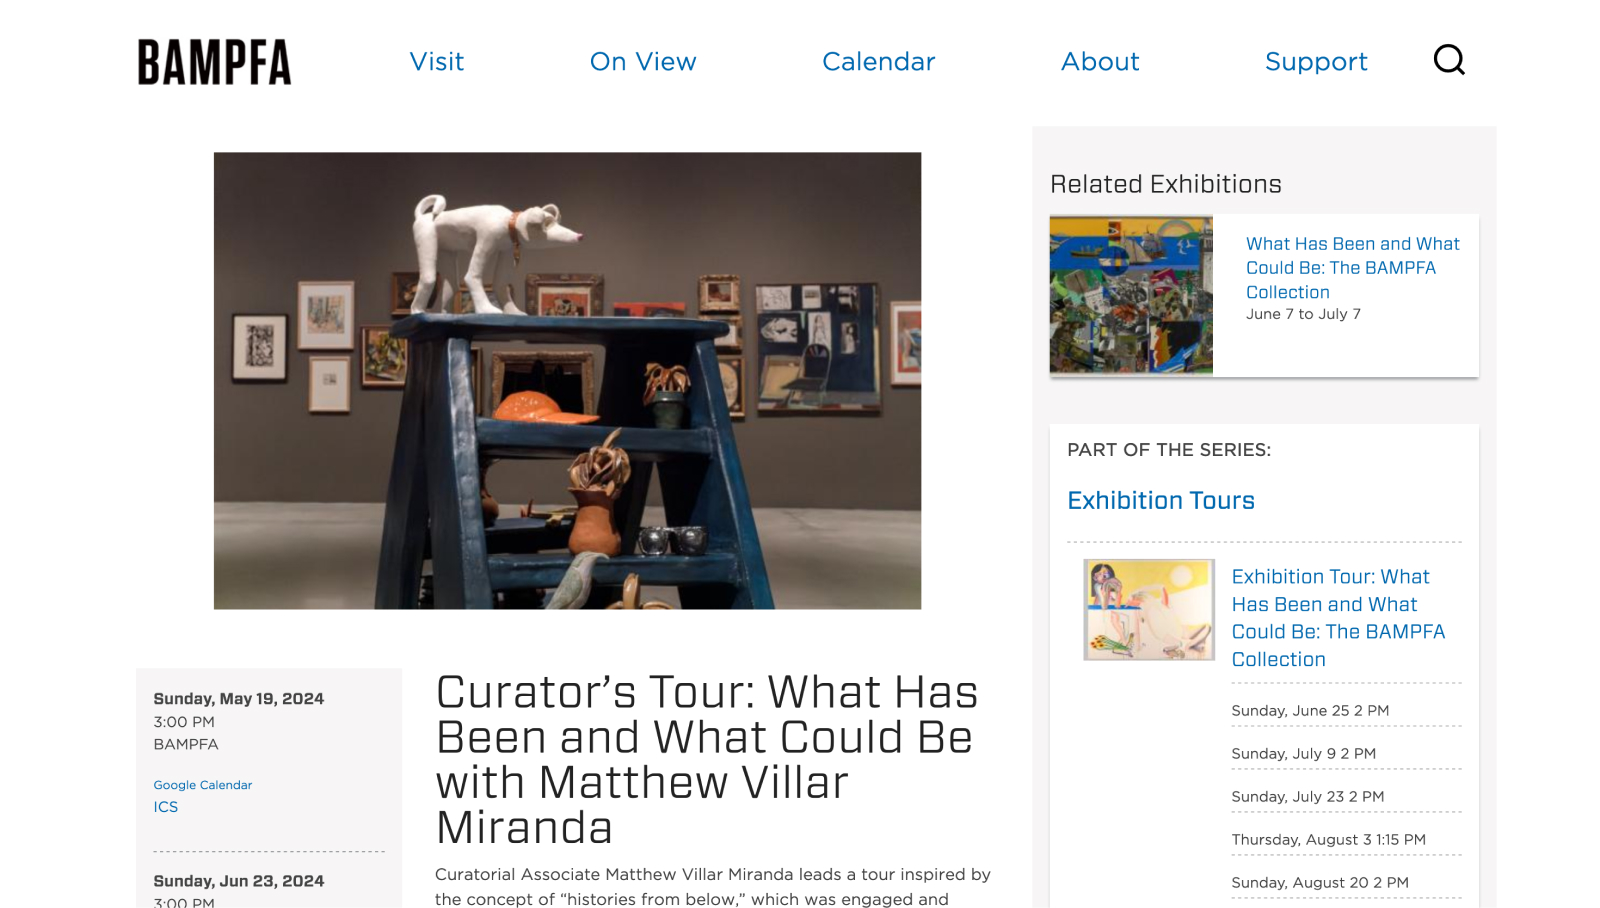 BAMPFA
Visit
On View
Calendar
About
Support
Related Exhibitions
What Has Been and What
Could Be: The BAMPFA
Collection
June 7 to July 7
PART OF THE SERIES:
Exhibition Tours
Exhibition Tour: What
Has Been and What
Could Be: The BAMPFA
Collection
Sunday, June 25 2 PM
Sunday, July 9 2 PM
Sunday, July 23 2 PM
Thursday, August 3 1:15 PM
Sunday, August 20 2 PM
Sunday, May 19, 2024
3:00 PM
BAMPFA
Google Calendar
ICS
Sunday, Jun 23, 2024
3:00 PM
Curator’s Tour: What Has
Been and What Could Be
with Matthew Villar
Miranda
Curatorial Associate Matthew Villar Miranda leads a tour inspired by
the concept of “histories from below,” which was engaged and